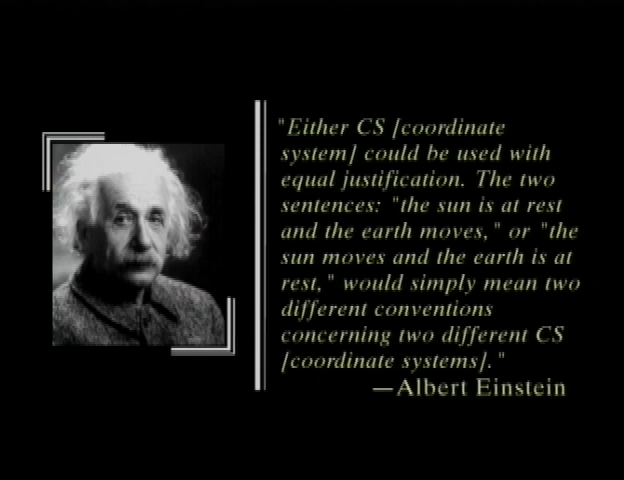 "Either CS [coordinate
system] could be used with
equal justification. The two
sentences: "the sun is at rest
and the earth moves," or "the
sun moves and the earth is at
rest," would simply mean two
different conventions
concerning two different CS
[coordinate systems]."
—Albert Einstein